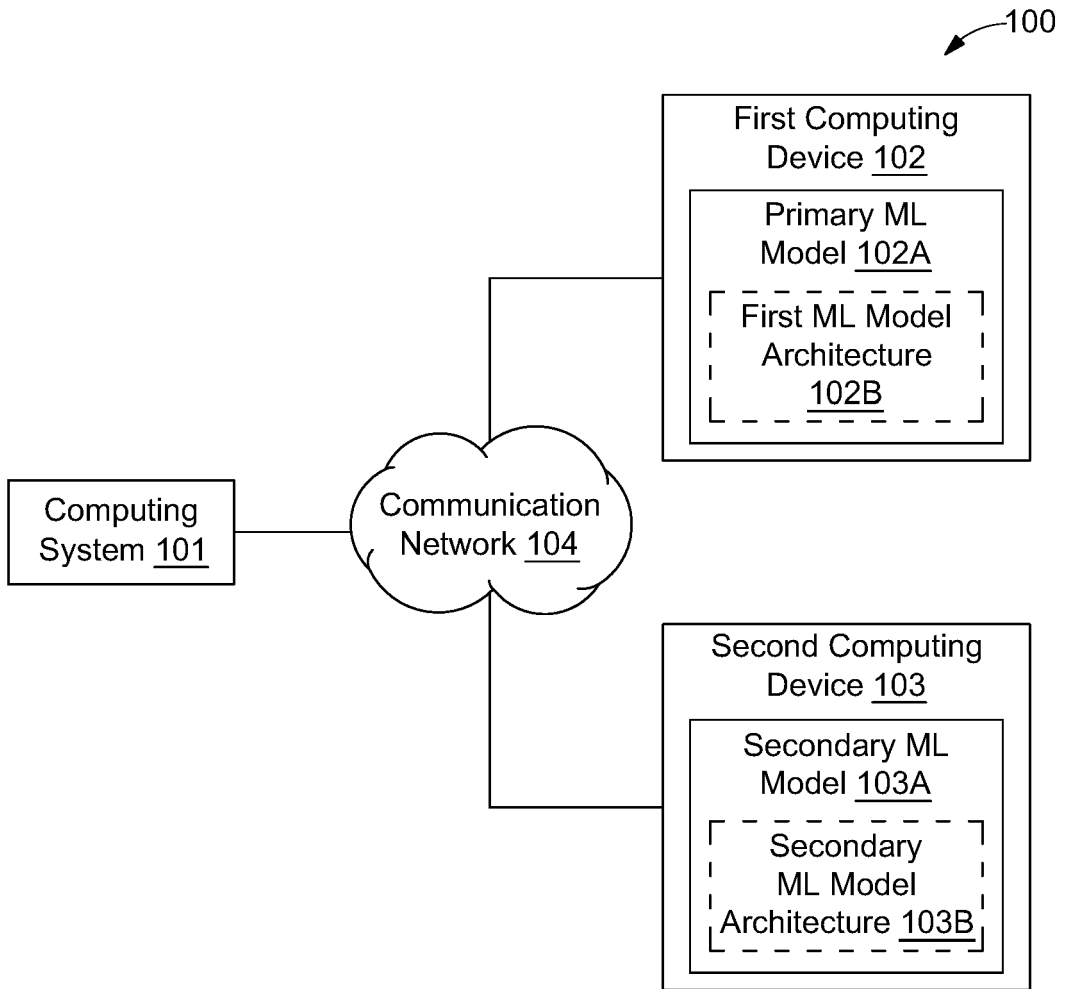 100
First Computing
Device 102
Primary ML
Model 102A
First ML Model
Architecture
102B
Communication
Network 104
Computing
System 101
Second Computing
Device 103
Secondary ML
Model 103A
Secondary
ML Model
Architecture 103B